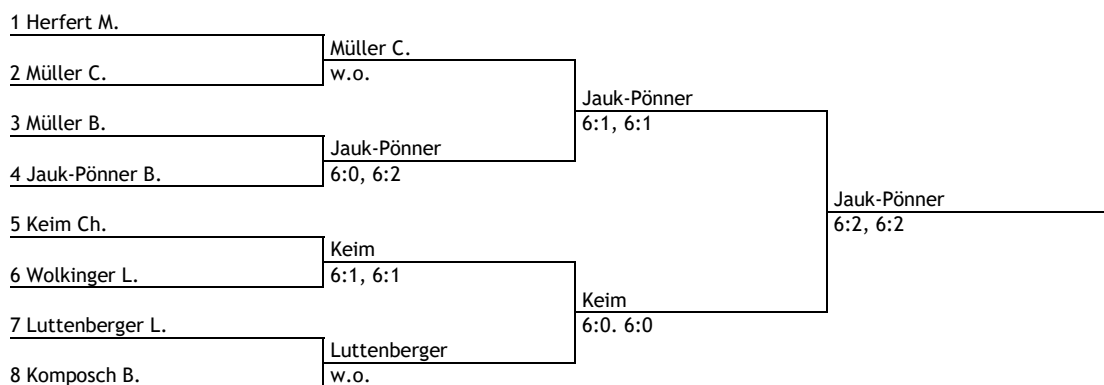 1 Herfert M.
Müller C.
2 Müller C.
w.o.
Jauk-Pönner
3 Müller B.
6:1, 6:1
Jauk-Pönner
4 Jauk-Pönner B.
6:0, 6:2
Jauk-Pönner
5 Keim Ch.
6:2, 6:2
Keim
6 Wolkinger L.
6:1, 6:1
Keim
7 Luttenberger L.
6:0. 6:0
Luttenberger
8 Komposch B.
w.o.